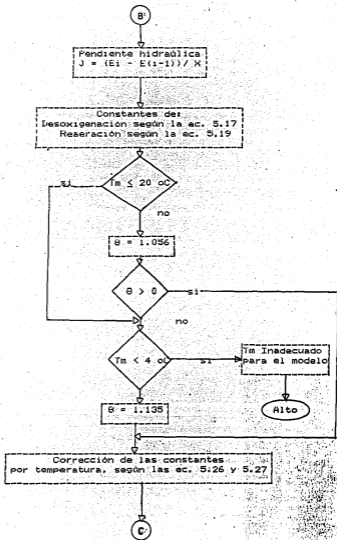 B'
Pendiente hidráulica
J = (Ei - E(i-1))/ X
Constantes de:
Desoxigenación según la ec. 5.17
Reaeración según la ec. 5.19
si
Tm ≤ 20 oC
no
θ = 1.056
θ > 0
si
no
Tm < 4 oC
si
Tm Inadecuado
para el modelo
Alto
θ = 1.135
Corrección de las constantes
por temperatura, según las ec. 5.26 y 5.27
C'